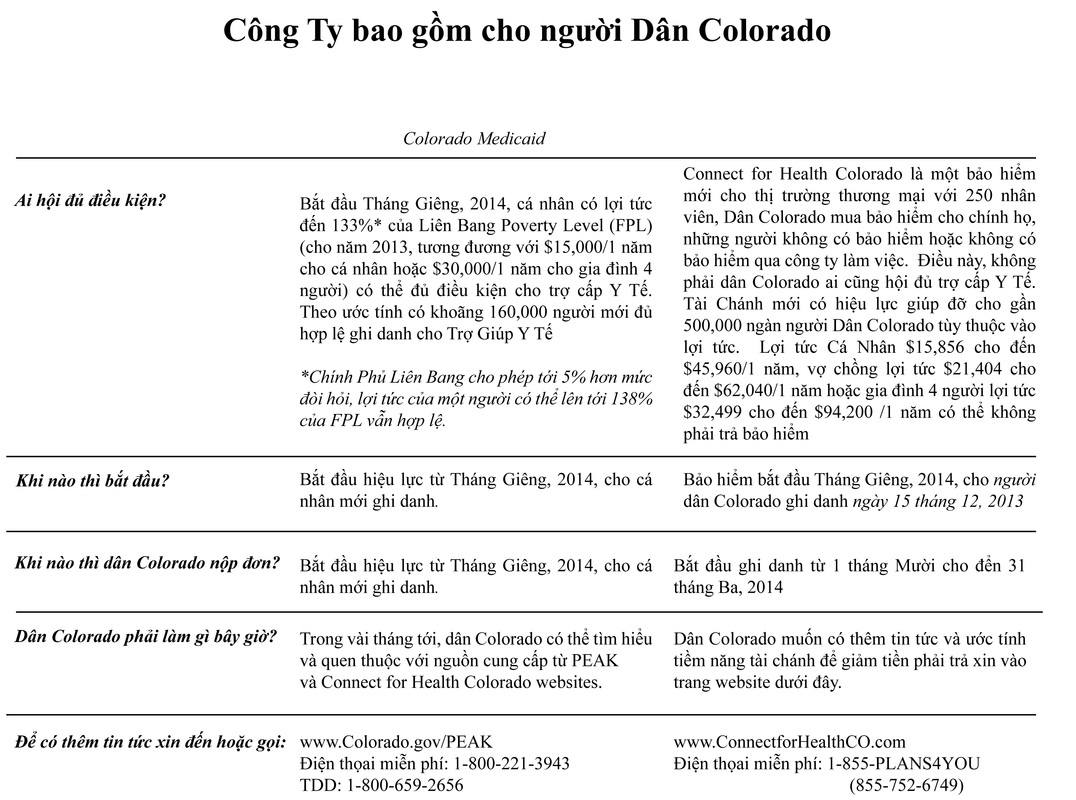 Công Ty bao gồm cho người Dân Colorado
Colorado Medicaid
Ai hội đủ điều kiện?
Bắt đầu Tháng Giêng, 2014, cá nhân có lợi tức
đến 133%* của Liên Bang Poverty Level (FPL)
(cho năm 2013, tương đương với $15,000/1 năm
cho cá nhân hoặc $30,000/1 năm cho gia đình 4
người) có thể đủ điều kiện cho trợ cấp Y Tế.
Theo ước tính có khoãng 160,000 người mới đủ
hợp lệ ghi danh cho Trợ Giúp Y Tế
*Chính Phủ Liên Bang cho phép tới 5% hơn mức
đòi hỏi, lợi tức của một người có thể lên tới 138%
của FPL vẫn hợp lệ.
Connect for Health Colorado là một bảo hiểm
mới cho thị trường thương mại với 250 nhân
viên, Dân Colorado mua bảo hiểm cho chính họ,
những người không có bảo hiểm hoặc không có
bảo hiểm qua công ty làm việc. Điều này, không
phải dân Colorado ai cũng hội đủ trợ cấp Y Tế.
Tài Chánh mới có hiệu lực giúp đỡ cho gần
500,000 ngàn người Dân Colorado tùy thuộc vào
lợi tức. Lợi tức Cá Nhân $15,856 cho đến
$45,960/1 năm, vợ chồng lợi tức $21,404 cho
đến $62,040/1 năm hoặc gia đình 4 người lợi tức
$32,499 cho đến $94,200 /1 năm có thể không
phải trả bảo hiểm
Khi nào thì bắt đầu?
Bắt đầu hiệu lực từ Tháng Giêng, 2014, cho cá
nhân mới ghi danh.
Bảo hiểm bắt đầu Tháng Giêng, 2014, cho người
dân Colorado ghi danh ngày 15 tháng 12, 2013
Khi nào thì dân Colorado nộp đơn?
Bắt đầu hiệu lực từ Tháng Giêng, 2014, cho cá
nhân mới ghi danh.
Bắt đầu ghi danh từ 1 tháng Mười cho đến 31
tháng Ba, 2014
Dân Colorado phải làm gì bây giờ?
Trong vài tháng tới, dân Colorado có thể tìm hiểu
và quen thuộc với nguồn cung cấp từ PEAK
và Connect for Health Colorado websites.
Dân Colorado muốn có thêm tin tức và ước tính
tiềm năng tài chánh để giảm tiền phải trả xin vào
trang website dưới đây.
Để có thêm tin tức xin đến hoặc gọi:
www.Colorado.gov/PEAK
Điện thoại miễn phí: 1-800-221-3943
TDD: 1-800-659-2656
www.ConnectforHealthCO.com
Điện thoại miễn phí: 1-855-PLANS4YOU
(855-752-6749)